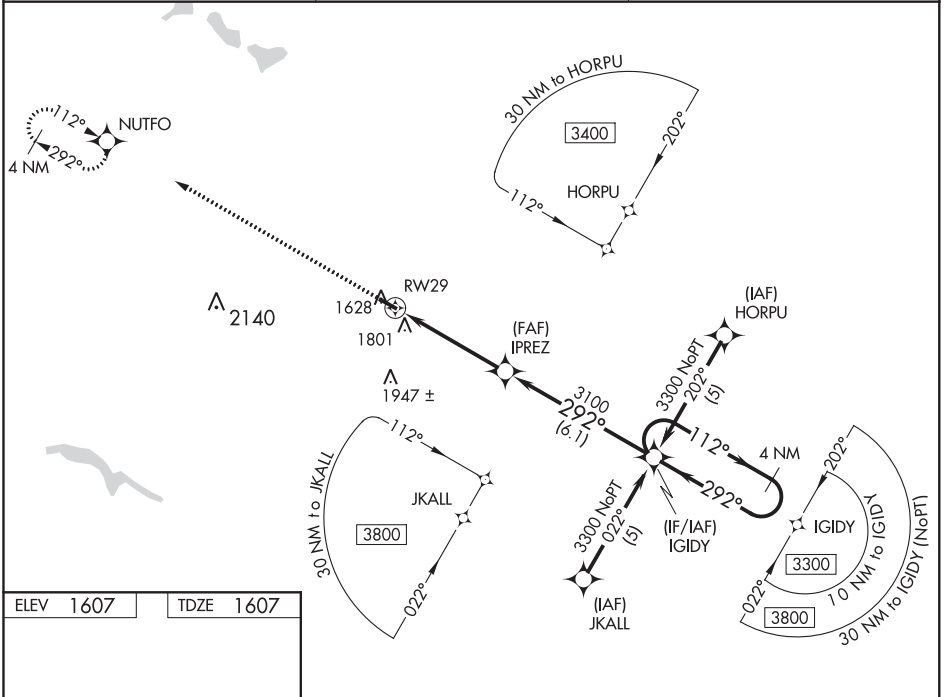 30 NM to HORPU
3400
202°
HORPU
112°
112°
292°
4 NM
NUTFO
RW29
1628
1801
2140
1947 ±
(FAF)
IPREZ
(IAF)
HORPU
3300 NoPT
202°
(5)
3100
292°
(6.1)
112°
4 NM
292°
(IF/IAF)
IGIDY
3300 NoPT
022°
(5)
(IAF)
JKALL
30 NM to JKALL
112°
JKALL
3800
022°
202°
IGIDY
3300
10 NM to IGIDY
022°
3800
30 NM to IGIDY (NoPT)
ELEV 1607
TDZE 1607